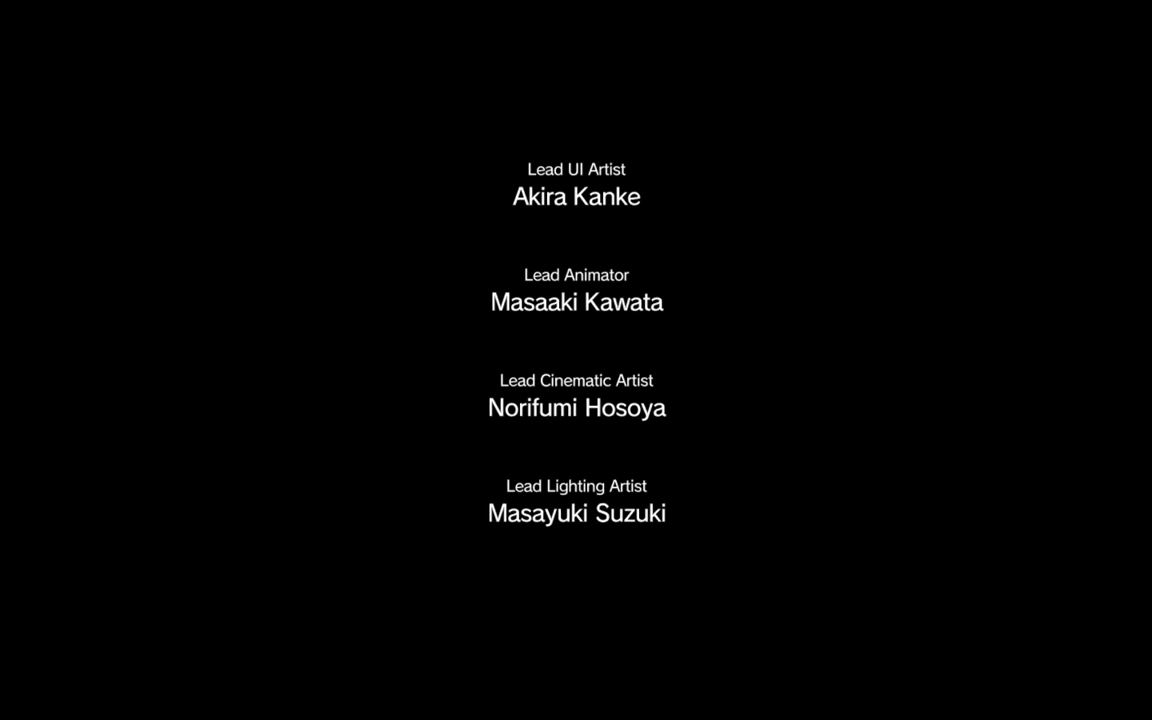 Lead UI Artist
Akira Kanke
Lead Animator
Masaaki Kawata
Lead Cinematic Artist
Norifumi Hosoya
Lead Lighting Artist
Masayuki Suzuki